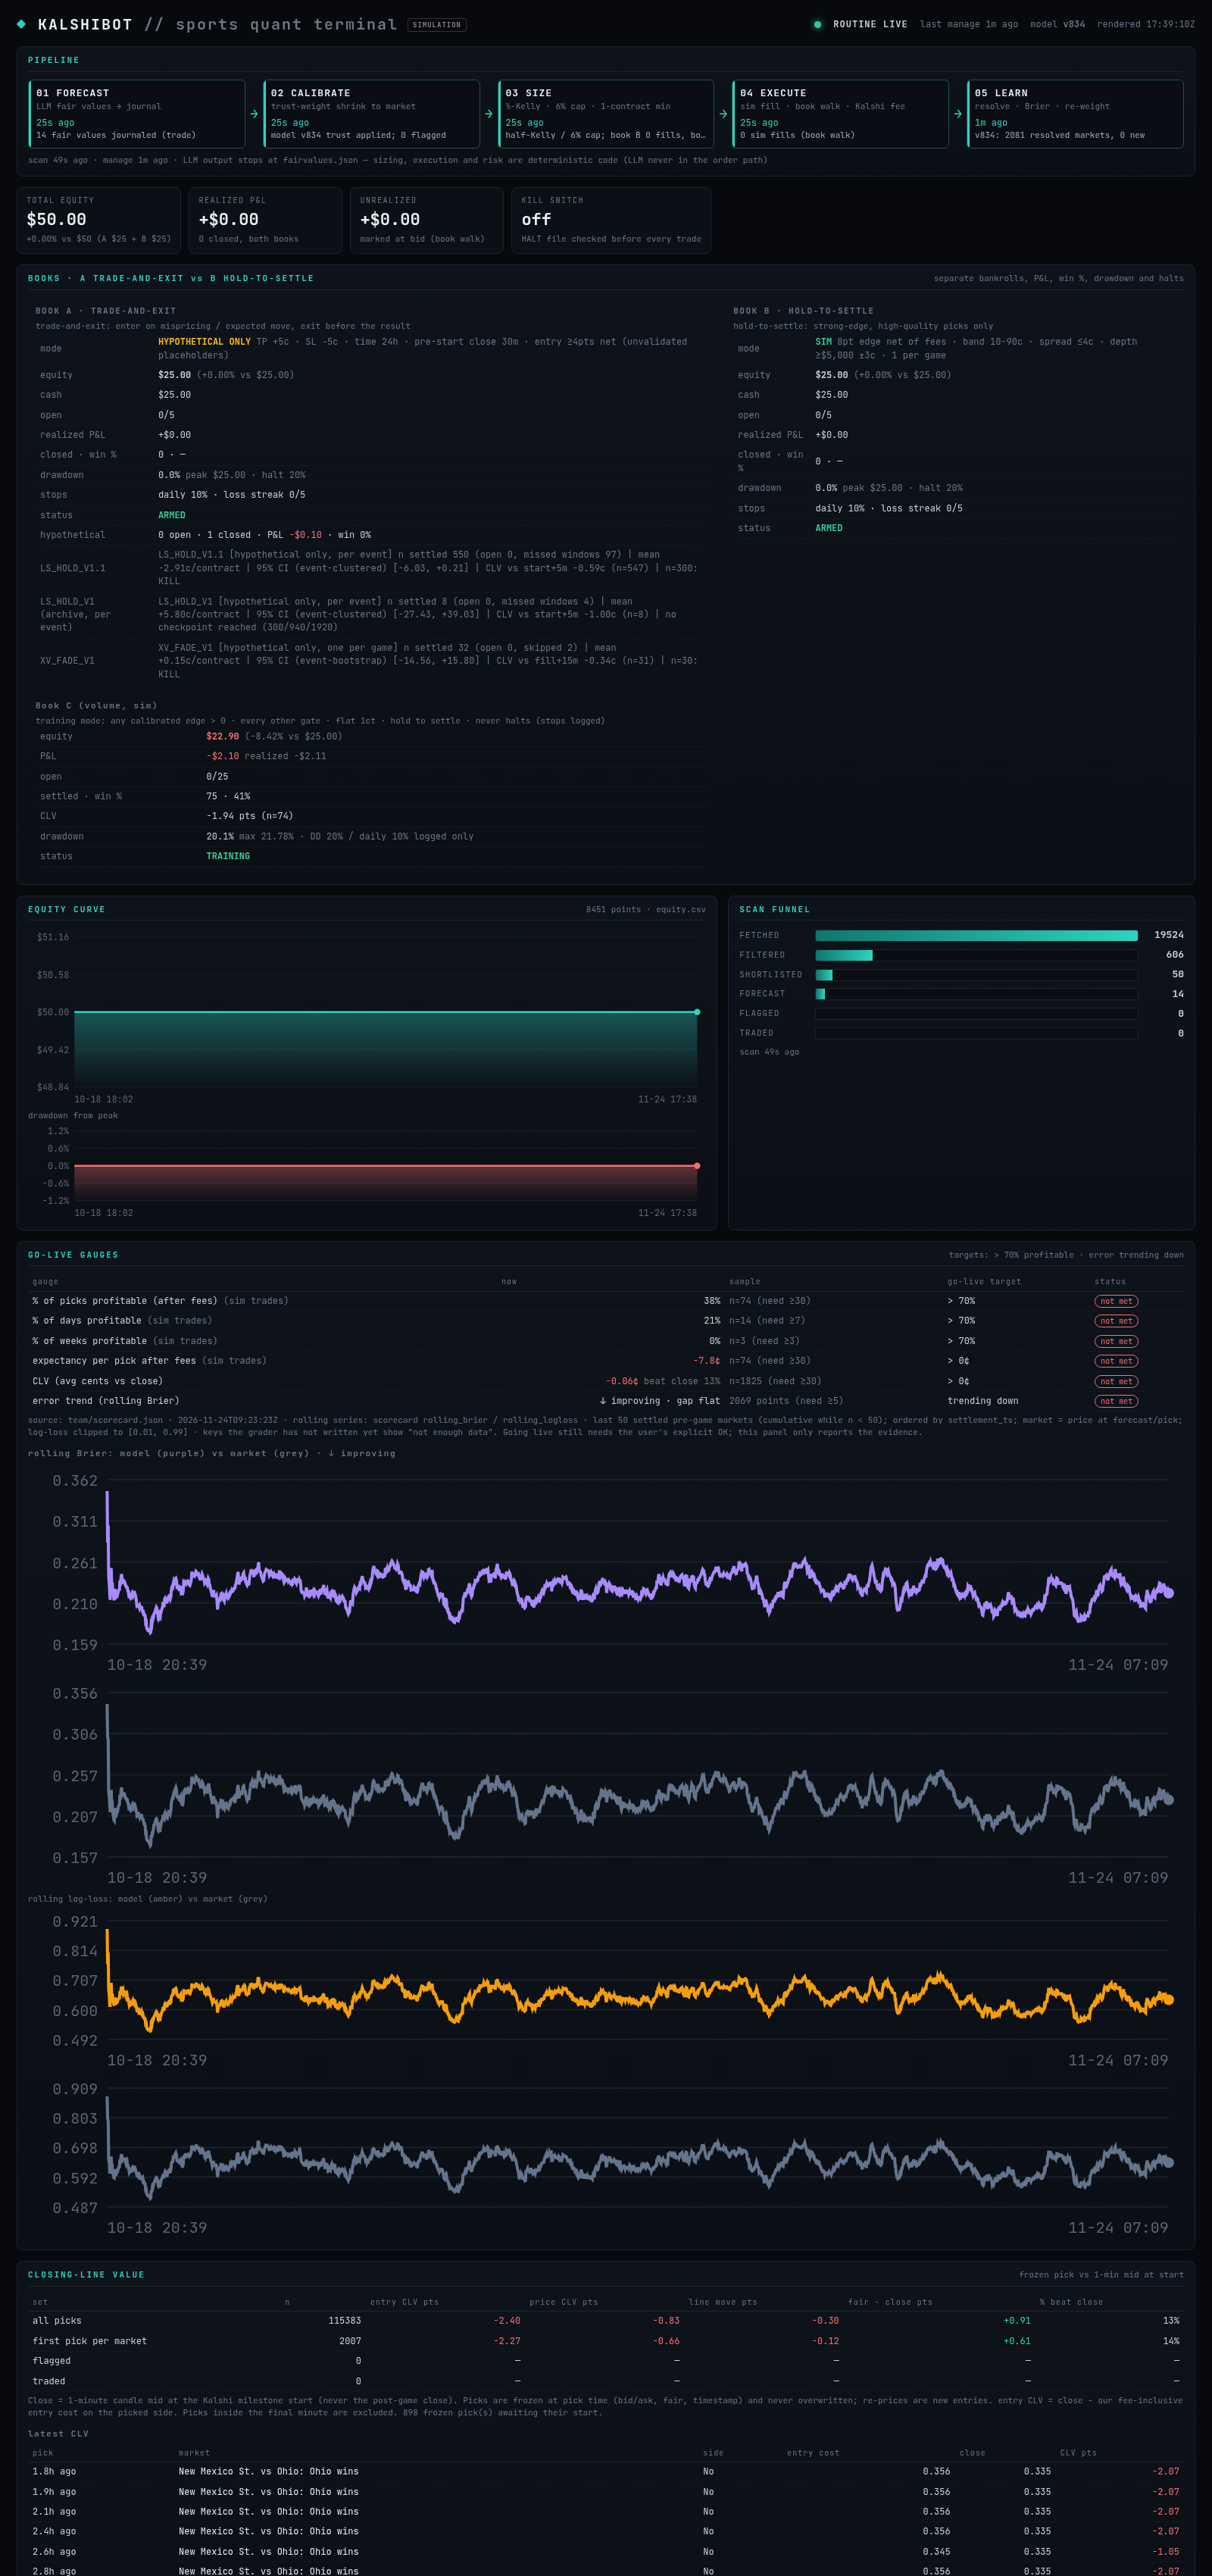 ◆ KALSHIBOT // sports quant terminal SIMULATION
ROUTINE LIVE last manage 1m ago model v834 rendered 17:39:10Z
PIPELINE
01 FORECAST
LLM fair values → journal
25s ago
14 fair values journaled (trade)
→
02 CALIBRATE
trust-weight shrink to market
25s ago
model v834 trust applied; 0 flagged
→
03 SIZE
½-Kelly · 6% cap · 1-contract min
25s ago
half-Kelly / 6% cap; book B 0 fills, bo…
→
04 EXECUTE
sim fill · book walk · Kalshi fee
25s ago
0 sim fills (book walk)
→
05 LEARN
resolve · Brier · re-weight
1m ago
v834: 2081 resolved markets, 0 new
scan 49s ago · manage 1m ago · LLM output stops at fairvalues.json — sizing, execution and risk are deterministic code (LLM never in the order path)
TOTAL EQUITY
$50.00
+0.00% vs $50 (A $25 + B $25)
REALIZED P&L
+$0.00
0 closed, both books
UNREALIZED
+$0.00
marked at bid (book walk)
KILL SWITCH
off
HALT file checked before every trade
BOOKS · A TRADE-AND-EXIT vs B HOLD-TO-SETTLE
separate bankrolls, P&L, win %, drawdown and halts
BOOK A · TRADE-AND-EXIT
trade-and-exit: enter on mispricing / expected move, exit before the result
mode HYPOTHETICAL ONLY TP +5c · SL -5c · time 24h · pre-start close 30m · entry ≥4pts net (unvalidated
placeholders)
equity $25.00 (+0.00% vs $25.00)
cash $25.00
open 0/5
realized P&L +$0.00
closed · win % 0 · —
drawdown 0.0% peak $25.00 · halt 20%
stops daily 10% · loss streak 0/5
status ARMED
hypothetical 0 open · 1 closed · P&L -$0.10 · win 0%
LS_HOLD_V1.1 LS_HOLD_V1.1 [hypothetical only, per event] n settled 550 (open 0, missed windows 97) | mean
-2.91c/contract | 95% CI (event-clustered) [-6.03, +0.21] | CLV vs start+5m -0.59c (n=547) | n=300:
KILL
LS_HOLD_V1
(archive, per
event)
LS_HOLD_V1 [hypothetical only, per event] n settled 8 (open 0, missed windows 4) | mean
+5.80c/contract | 95% CI (event-clustered) [-27.43, +39.03] | CLV vs start+5m -1.00c (n=8) | no
checkpoint reached (300/940/1920)
XV_FADE_V1 XV_FADE_V1 [hypothetical only, one per game] n settled 32 (open 0, skipped 2) | mean
+0.15c/contract | 95% CI (event-bootstrap) [-14.56, +15.80] | CLV vs fill+15m -0.34c (n=31) | n=30:
KILL
BOOK B · HOLD-TO-SETTLE
hold-to-settle: strong-edge, high-quality picks only
mode SIM 8pt edge net of fees · band 10-90c · spread ≤4c · depth
≥$5,000 ±3c · 1 per game
equity $25.00 (+0.00% vs $25.00)
cash $25.00
open 0/5
realized P&L +$0.00
closed · win
%
0 · —
drawdown 0.0% peak $25.00 · halt 20%
stops daily 10% · loss streak 0/5
status ARMED
Book C (volume, sim)
training mode: any calibrated edge > 0 · every other gate · flat 1ct · hold to settle · never halts (stops logged)
equity $22.90 (-8.42% vs $25.00)
P&L -$2.10 realized -$2.11
open 0/25
settled · win % 75 · 41%
CLV -1.94 pts (n=74)
drawdown 20.1% max 21.78% · DD 20% / daily 10% logged only
status TRAINING
EQUITY CURVE
8451 points · equity.csv
$51.16
$50.58
$50.00
$49.42
$48.84
10-18 18:02 11-24 17:38
drawdown from peak
1.2%
0.6%
0.0%
-0.6%
-1.2%
10-18 18:02 11-24 17:38
SCAN FUNNEL
FETCHED 19524
FILTERED 606
SHORTLISTED 50
FORECAST 14
FLAGGED 0
TRADED 0
scan 49s ago
GO-LIVE GAUGES
targets: > 70% profitable · error trending down
gauge now sample go-live target status
% of picks profitable (after fees) (sim trades) 38% n=74 (need ≥30) > 70% not met
% of days profitable (sim trades) 21% n=14 (need ≥7) > 70% not met
% of weeks profitable (sim trades) 0% n=3 (need ≥3) > 70% not met
expectancy per pick after fees (sim trades) -7.8¢ n=74 (need ≥30) > 0¢ not met
CLV (avg cents vs close) -0.06¢ beat close 13% n=1825 (need ≥30) > 0¢ not met
error trend (rolling Brier) ↓ improving · gap flat 2069 points (need ≥5) trending down not met
source: team/scorecard.json · 2026-11-24T09:23:23Z · rolling series: scorecard rolling_brier / rolling_logloss · last 50 settled pre-game markets (cumulative while n < 50); ordered by settlement_ts; market = price at forecast/pick;
log-loss clipped to [0.01, 0.99] · keys the grader has not written yet show "not enough data". Going live still needs the user's explicit OK; this panel only reports the evidence.
rolling Brier: model (purple) vs market (grey) · ↓ improving
0.362
0.311
0.261
0.210
0.159
10-18 20:39 11-24 07:09
0.356
0.306
0.257
0.207
0.157
10-18 20:39 11-24 07:09
rolling log-loss: model (amber) vs market (grey)
0.921
0.814
0.707
0.600
0.492
10-18 20:39 11-24 07:09
0.909
0.803
0.698
0.592
0.487
10-18 20:39 11-24 07:09
CLOSING-LINE VALUE
frozen pick vs 1-min mid at start
set n entry CLV pts price CLV pts line move pts fair - close pts % beat close
all picks 115383 -2.40 -0.83 -0.30 +0.91 13%
first pick per market 2007 -2.27 -0.66 -0.12 +0.61 14%
flagged 0 — — — — —
traded 0 — — — — —
Close = 1-minute candle mid at the Kalshi milestone start (never the post-game close). Picks are frozen at pick time (bid/ask, fair, timestamp) and never overwritten; re-prices are new entries. entry CLV = close - our fee-inclusive
entry cost on the picked side. Picks inside the final minute are excluded. 898 frozen pick(s) awaiting their start.
latest CLV
pick market side entry cost close CLV pts
1.8h ago New Mexico St. vs Ohio: Ohio wins No 0.356 0.335 -2.07
1.9h ago New Mexico St. vs Ohio: Ohio wins No 0.356 0.335 -2.07
2.1h ago New Mexico St. vs Ohio: Ohio wins No 0.356 0.335 -2.07
2.4h ago New Mexico St. vs Ohio: Ohio wins No 0.356 0.335 -2.07
2.6h ago New Mexico St. vs Ohio: Ohio wins No 0.345 0.335 -1.05
2.8h ago New Mexico St. vs Ohio: Ohio wins No 0.356 0.335 -2.07